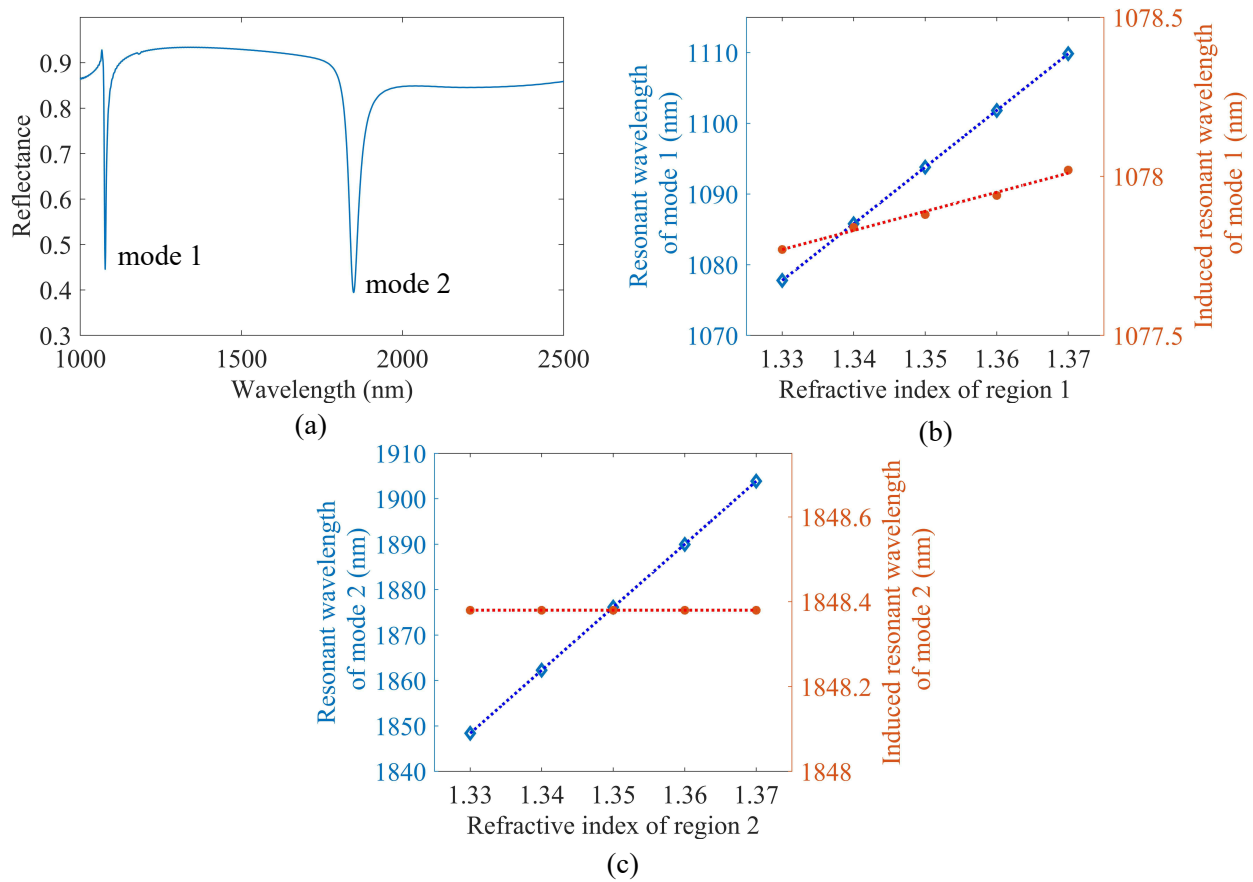 0.9
0.8
0.7
0.6
0.5
0.4
0.3
Reflectance
mode 1
mode 2
1000
1500
2000
2500
Wavelength (nm)
(a)
1110
1100
1090
1080
1070
Resonant wavelength
of mode 1 (nm)
1078.5
1078
1077.5
Induced resonant wavelength
of mode 1 (nm)
1.33
1.34
1.35
1.36
1.37
Refractive index of region 1
(b)
1910
1900
1890
1880
1870
1860
1850
1840
Resonant wavelength
of mode 2 (nm)
1848.6
1848.4
1848.2
1848
Induced resonant wavelength
of mode 2 (nm)
1.33
1.34
1.35
1.36
1.37
Refractive index of region 2
(c)